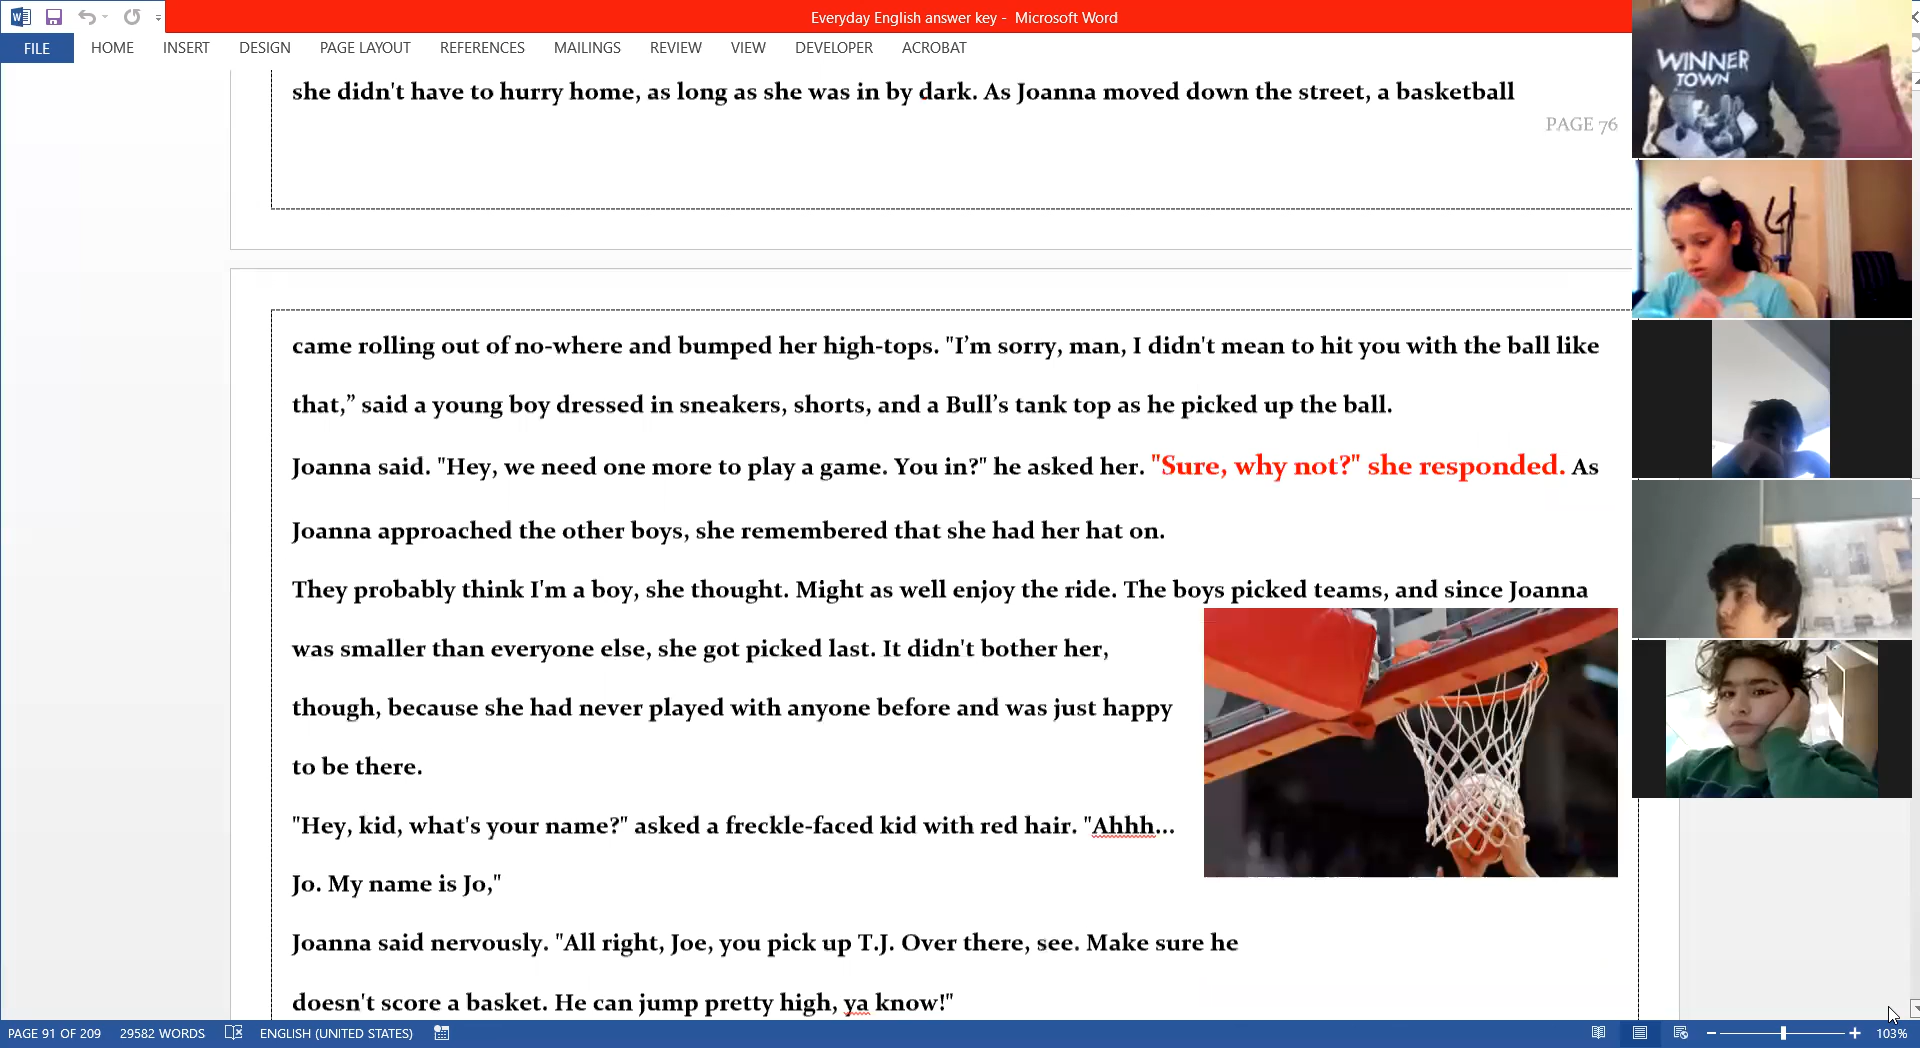 Everyday English answer key - Microsoft Word
FILE HOME INSERT DESIGN PAGE LAYOUT REFERENCES MAILINGS REVIEW VIEW DEVELOPER ACROBAT
she didn't have to hurry home, as long as she was in by dark. As Joanna moved down the street, a basketball
PAGE 76
came rolling out of no-where and bumped her high-tops. "I’m sorry, man, I didn't mean to hit you with the ball like
that,” said a young boy dressed in sneakers, shorts, and a Bull’s tank top as he picked up the ball.
Joanna said. "Hey, we need one more to play a game. You in?" he asked her. "Sure, why not?" she responded. As
Joanna approached the other boys, she remembered that she had her hat on.
They probably think I'm a boy, she thought. Might as well enjoy the ride. The boys picked teams, and since Joanna
was smaller than everyone else, she got picked last. It didn't bother her,
though, because she had never played with anyone before and was just happy
to be there.
"Hey, kid, what's your name?" asked a freckle-faced kid with red hair. "Ahhh...
Jo. My name is Jo,"
Joanna said nervously. "All right, Joe, you pick up T.J. Over there, see. Make sure he
doesn't score a basket. He can jump pretty high, ya know!"
WINNER
TOWN
PAGE 91 OF 209 29582 WORDS ENGLISH (UNITED STATES) 103%